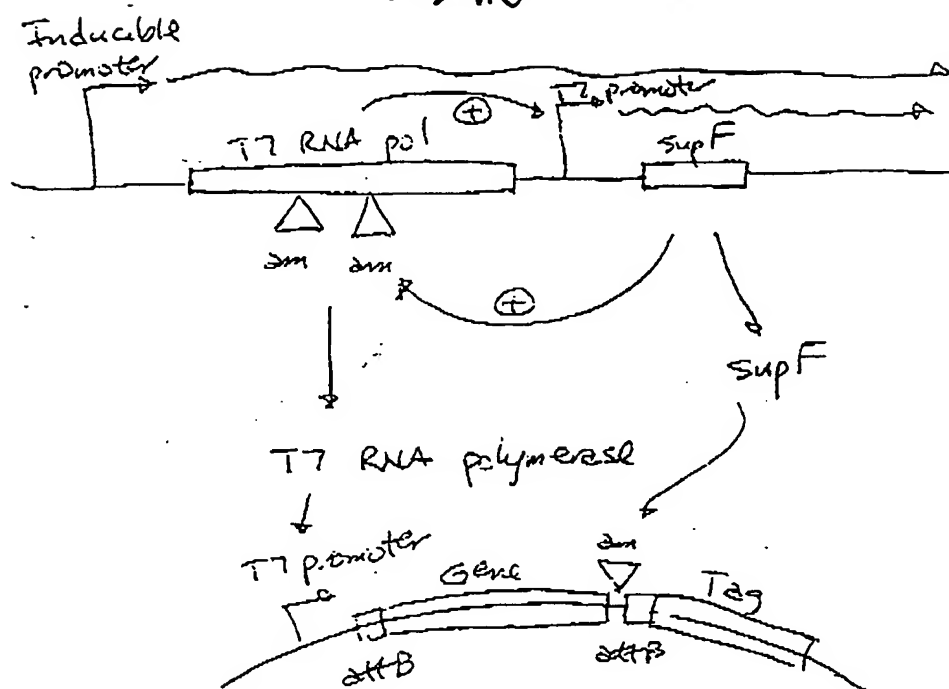 Inducible
promoter
T7 promoter
⊕
T7 RNA pol
supF
am am
⊕
supF
T7 RNA polymerase
T7 promoter
am
Gene
Tag
attB
attB